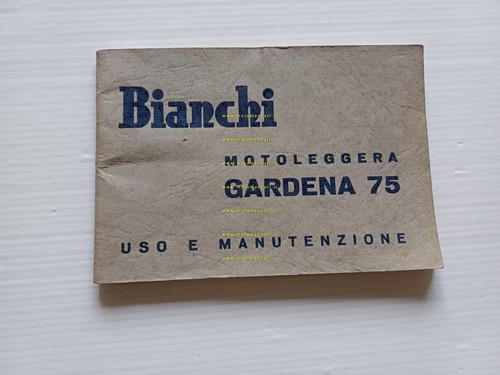 Bianchi
MOTOLEGGERA
GARDENA 75
USO E MANUTENZIONE